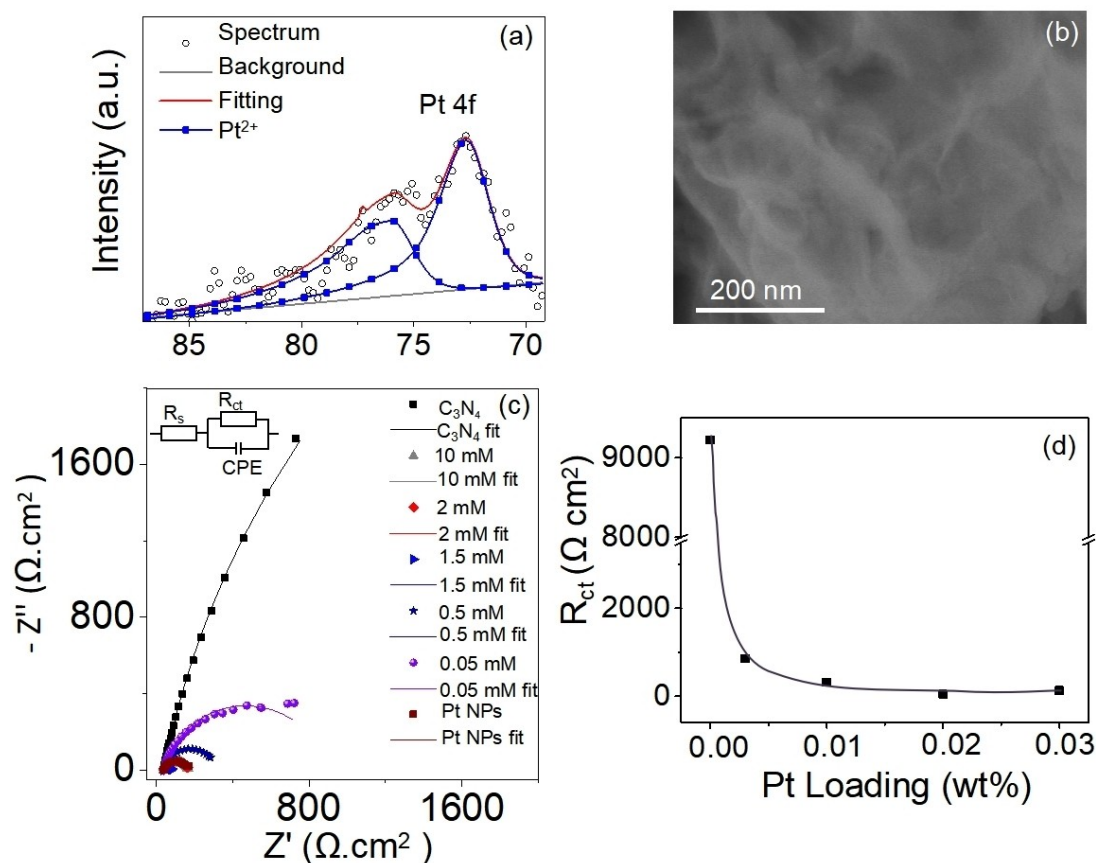 (a)
Spectrum
Background
Fitting
Pt²⁺
Pt 4f
Intensity (a.u.)
85 80 75 70
(b)
200 nm
(c)
Rₛ
R_ct
CPE
C₃N₄
C₃N₄ fit
10 mM
10 mM fit
2 mM
2 mM fit
1.5 mM
1.5 mM fit
0.5 mM
0.5 mM fit
0.05 mM
0.05 mM fit
Pt NPs
Pt NPs fit
- Z'' (Ω.cm²)
1600
800
0
0 800 1600
Z' (Ω.cm²)
(d)
R_ct (Ω cm²)
9000
8000
2000
1000
0
0.00 0.01 0.02 0.03
Pt Loading (wt%)